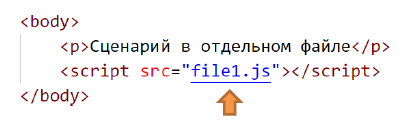 <body>
<p>Сценарий в отдельном файле</p>
<script src="file1.js"></script>
</body>